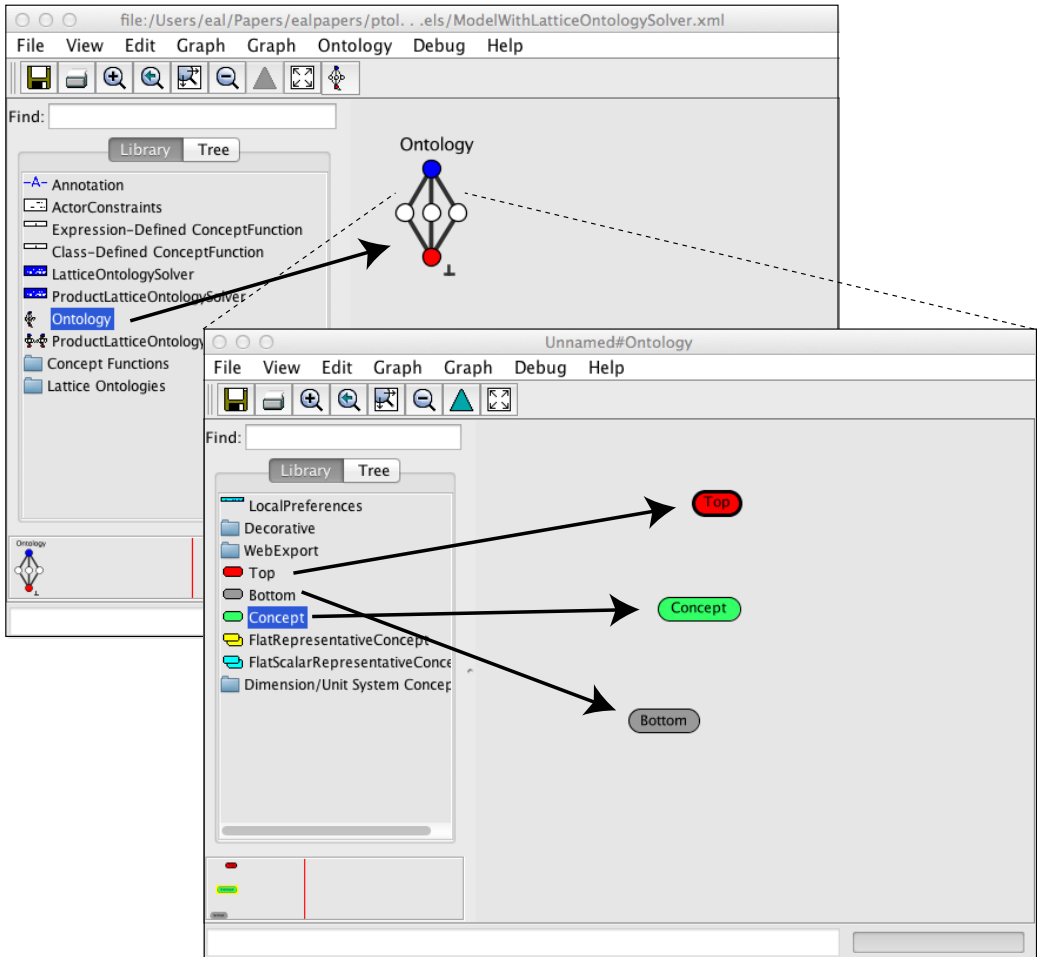 file:/Users/eal/Papers/ealpapers/ptol. . .els/ModelWithLatticeOntologySolver.xml
File View Edit Graph Graph Ontology Debug Help
Find:
Library Tree
-A- Annotation
ActorConstraints
Expression-Defined ConceptFunction
Class-Defined ConceptFunction
LatticeOntologySolver
ProductLatticeOntologySolver
Ontology
ProductLatticeOntology
Concept Functions
Lattice Ontologies
Ontology
⊥
Ontology
⊥
Unnamed#Ontology
File View Edit Graph Graph Debug Help
Find:
Library Tree
LocalPreferences
Decorative
WebExport
Top
Bottom
Concept
FlatRepresentativeConcept
FlatScalarRepresentativeConce
Dimension/Unit System Concep
Top
Concept
Bottom